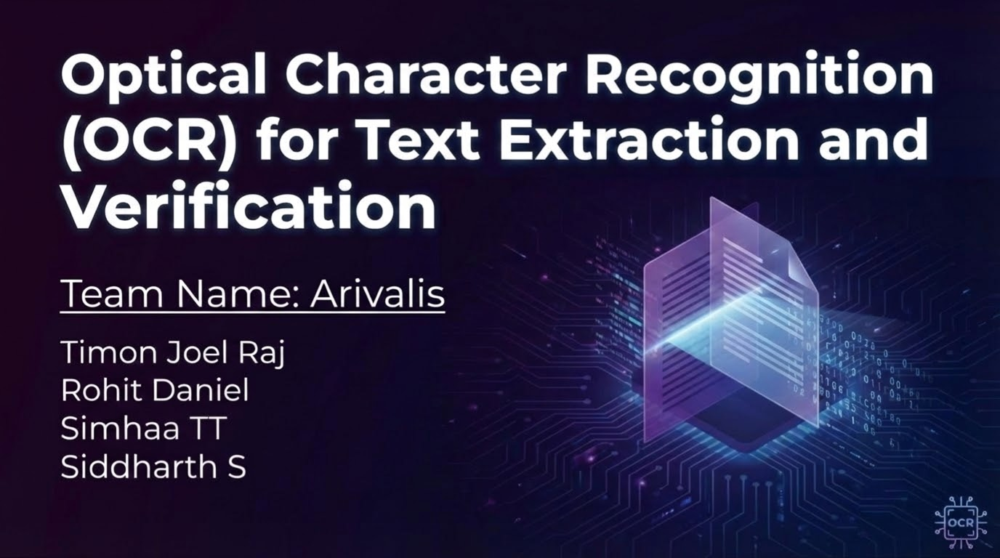 Optical Character Recognition
(OCR) for Text Extraction and
Verification
Team Name: Arivalis
Timon Joel Raj
Rohit Daniel
Simhaa TT
Siddharth S
OCR